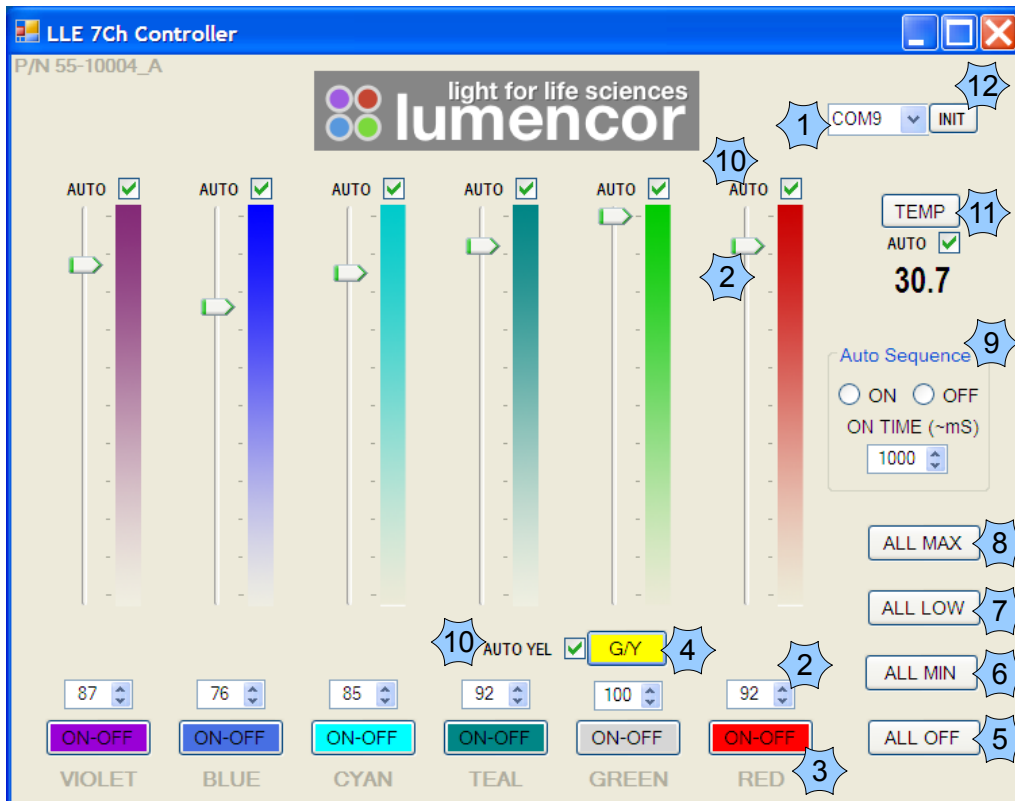 LLE 7Ch Controller
P/N 55-10004_A
light for life sciences
lumencor
12
1
COM9
INIT
10
AUTO
AUTO
AUTO
AUTO
AUTO
AUTO
TEMP
11
AUTO
30.7
2
9
Auto Sequence
ON
OFF
ON TIME (~mS)
1000
ALL MAX
8
ALL LOW
7
10
AUTO YEL
G/Y
4
2
ALL MIN
6
87
76
85
92
100
92
ON-OFF
ON-OFF
ON-OFF
ON-OFF
ON-OFF
ON-OFF
ALL OFF
5
VIOLET
BLUE
CYAN
TEAL
GREEN
RED
3